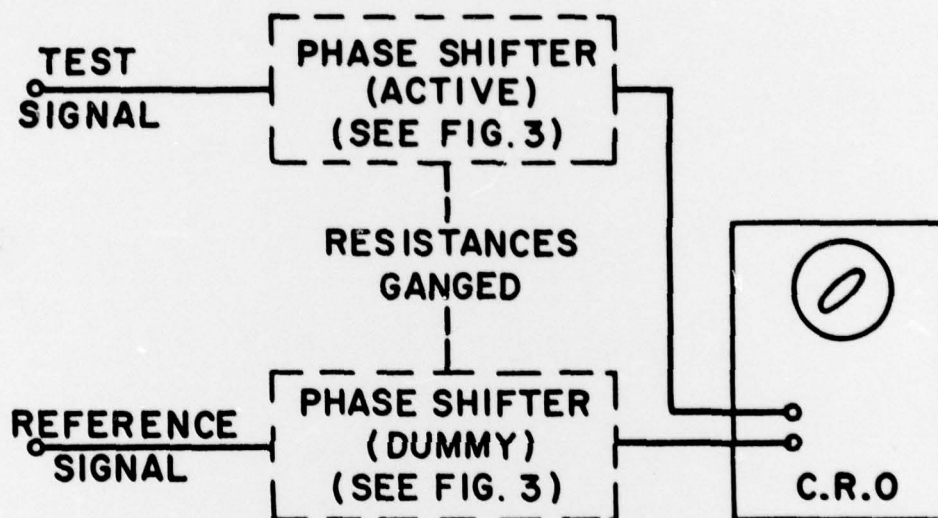 TEST
SIGNAL
PHASE SHIFTER
(ACTIVE)
(SEE FIG. 3)
RESISTANCES
GANGED
REFERENCE
SIGNAL
PHASE SHIFTER
(DUMMY)
(SEE FIG. 3)
C.R.O